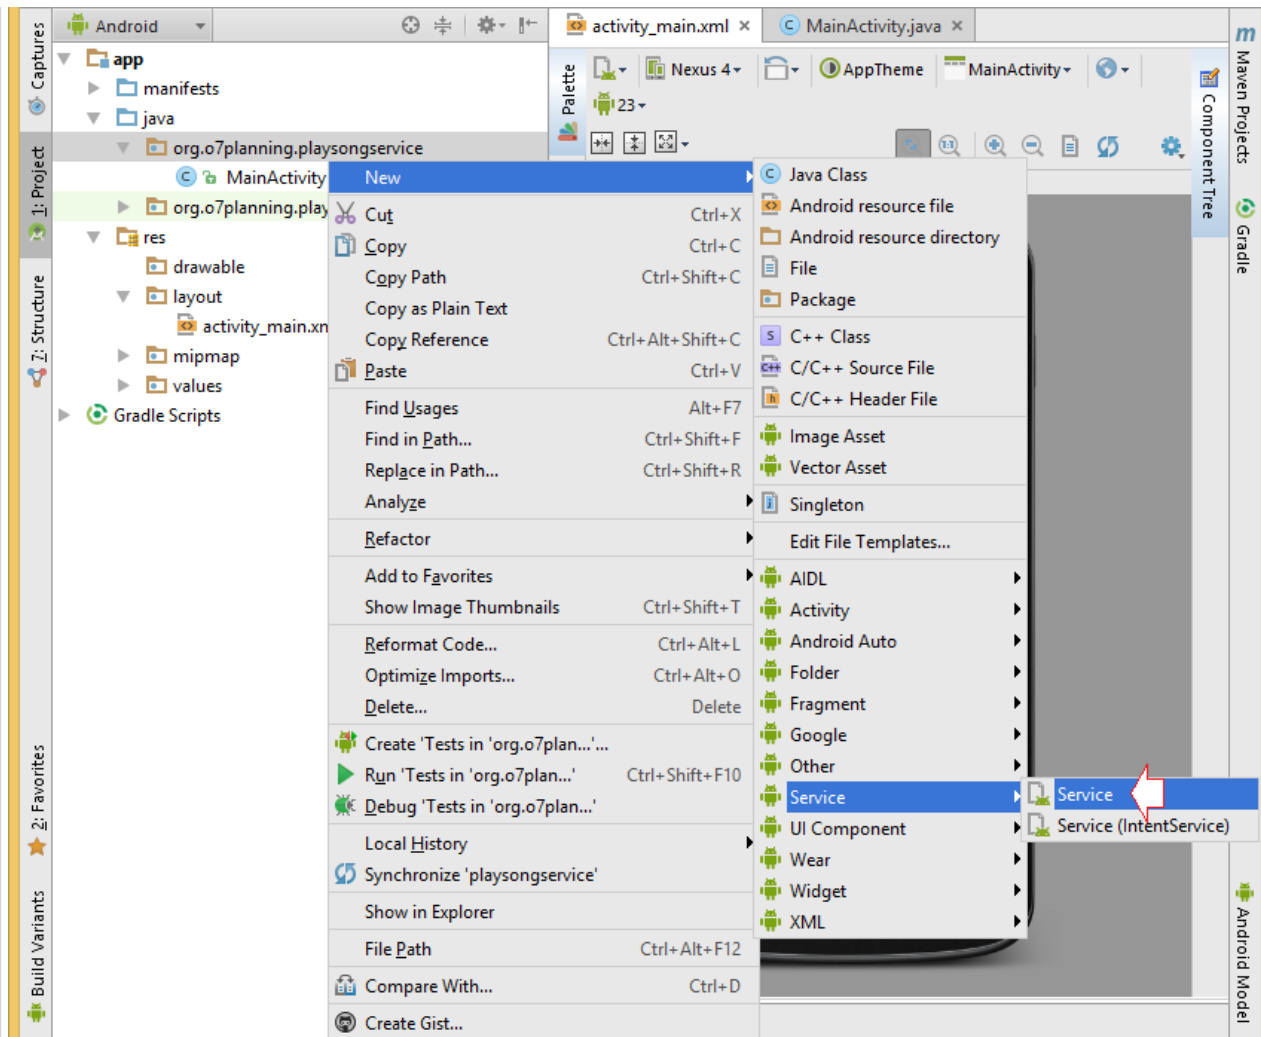 Android
activity_main.xml
MainActivity.java
Captures
1: Project
7: Structure
2: Favorites
Build Variants
app
manifests
java
org.o7planning.playsongservice
MainActivity
org.o7planning.play
res
drawable
layout
activity_main.xn
mipmap
values
Gradle Scripts
Palette
Nexus 4
AppTheme
MainActivity
23
1:1
New
Cut Ctrl+X
Copy Ctrl+C
Copy Path Ctrl+Shift+C
Copy as Plain Text
Copy Reference Ctrl+Alt+Shift+C
Paste Ctrl+V
Find Usages Alt+F7
Find in Path... Ctrl+Shift+F
Replace in Path... Ctrl+Shift+R
Analyze
Refactor
Add to Favorites
Show Image Thumbnails Ctrl+Shift+T
Reformat Code... Ctrl+Alt+L
Optimize Imports... Ctrl+Alt+O
Delete... Delete
Create 'Tests in 'org.o7plan...'...
Run 'Tests in 'org.o7plan...' Ctrl+Shift+F10
Debug 'Tests in 'org.o7plan...'
Local History
Synchronize 'playsongservice'
Show in Explorer
File Path Ctrl+Alt+F12
Compare With... Ctrl+D
Create Gist...
Java Class
Android resource file
Android resource directory
File
Package
C++ Class
C/C++ Source File
C/C++ Header File
Image Asset
Vector Asset
Singleton
Edit File Templates...
AIDL
Activity
Android Auto
Folder
Fragment
Google
Other
Service
UI Component
Wear
Widget
XML
Service
Service (IntentService)
Component Tree
Maven Projects
Gradle
Android Model